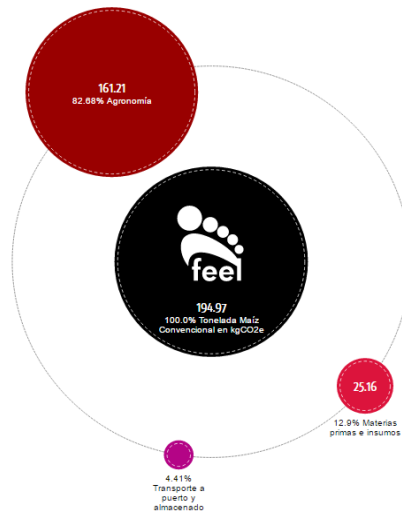 161.21
82.68% Agronomía
feel
194.97
100.0% Tonelada Maíz
Convencional en kgCO2e
25.16
12.9% Materias
primas e insumos
4.41%
Transporte a
puerto y
almacenado